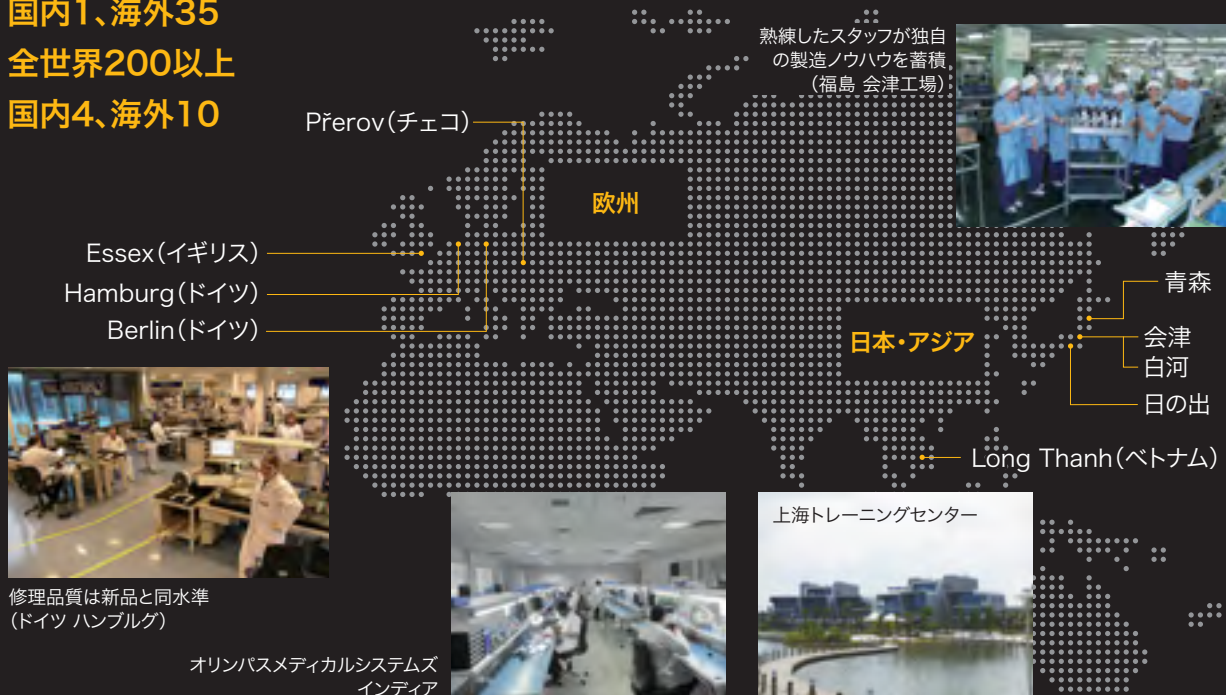 国内1、海外35
全世界200以上
国内4、海外10
熟練したスタッフが独自
の製造ノウハウを蓄積
（福島 会津工場）
Přerov（チェコ）
欧州
Essex（イギリス）
Hamburg（ドイツ）
Berlin（ドイツ）
日本・アジア
青森
会津
白河
日の出
Long Thanh（ベトナム）
上海トレーニングセンター
修理品質は新品と同水準
（ドイツ ハンブルグ）
オリンパスメディカルシステムズ
インディア